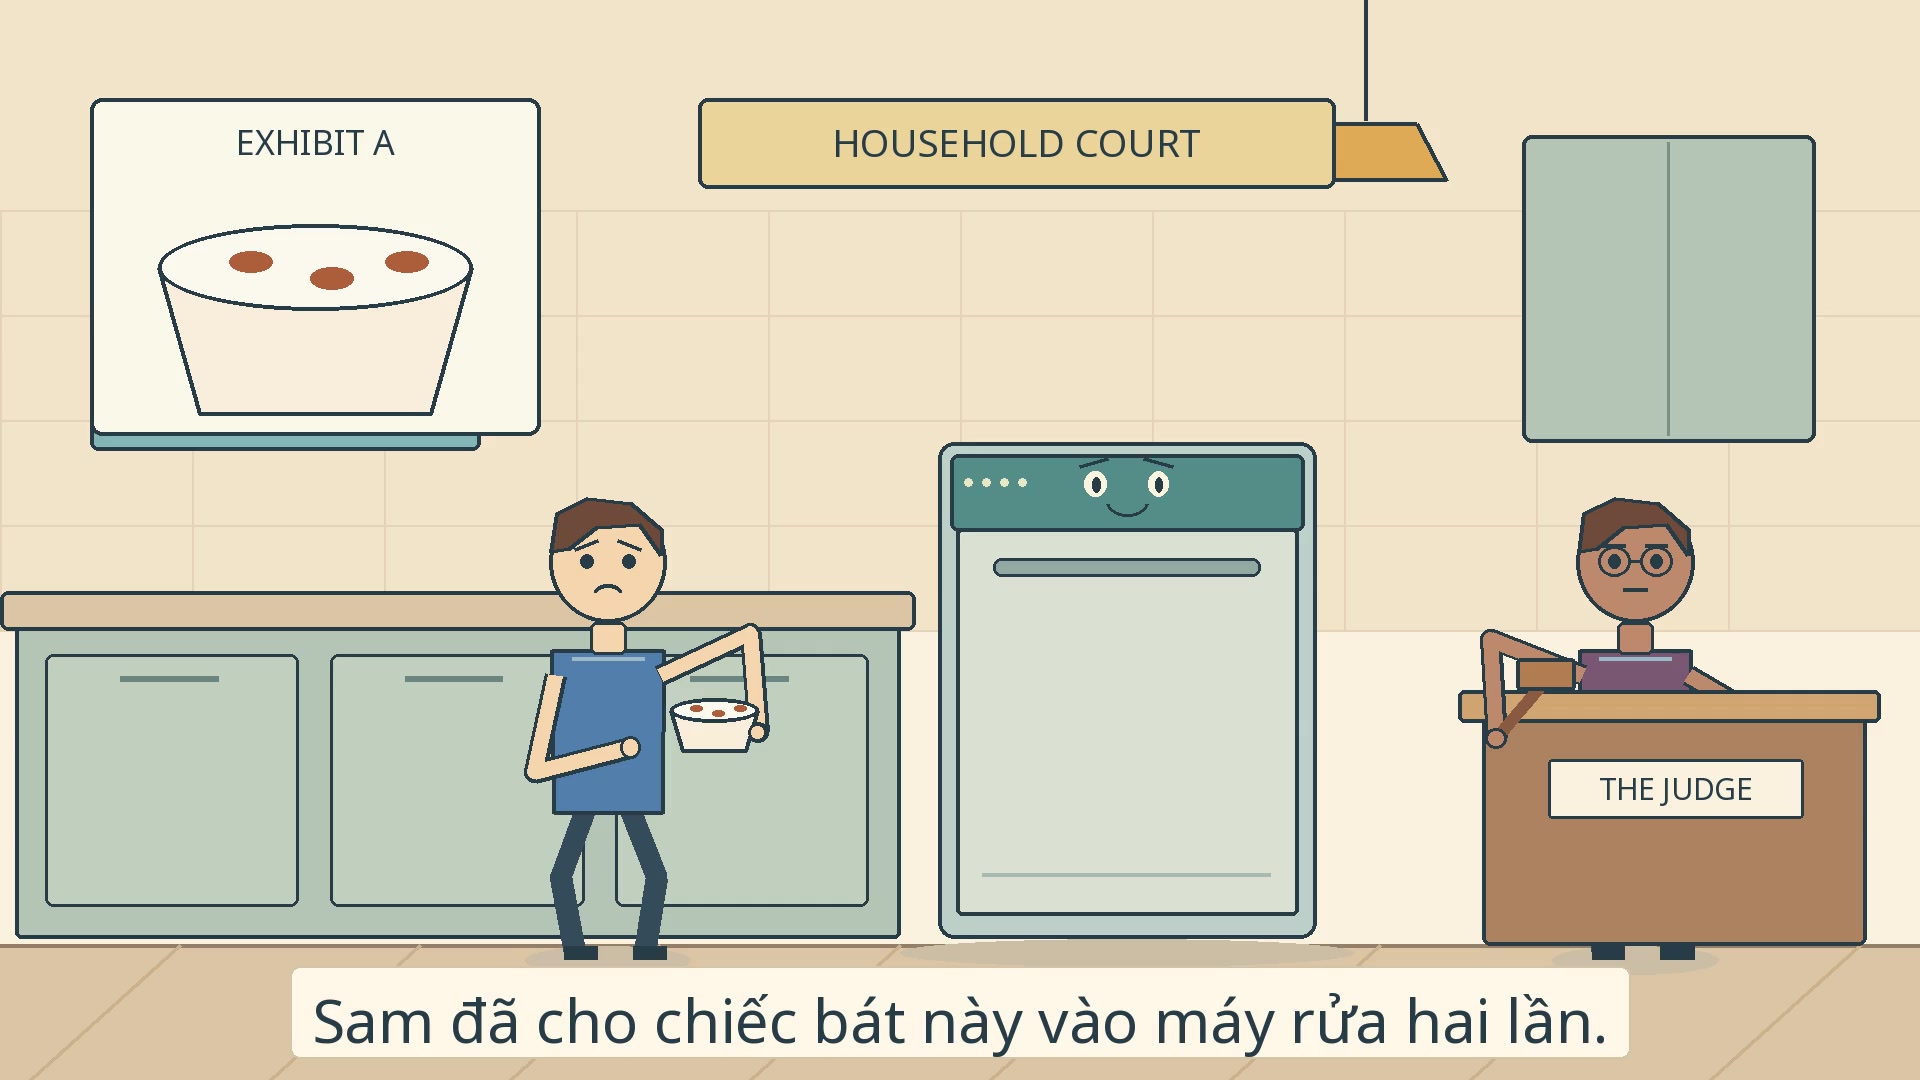 EXHIBIT A
HOUSEHOLD COURT
THE JUDGE
Sam đã cho chiếc bát này vào máy rửa hai lần.